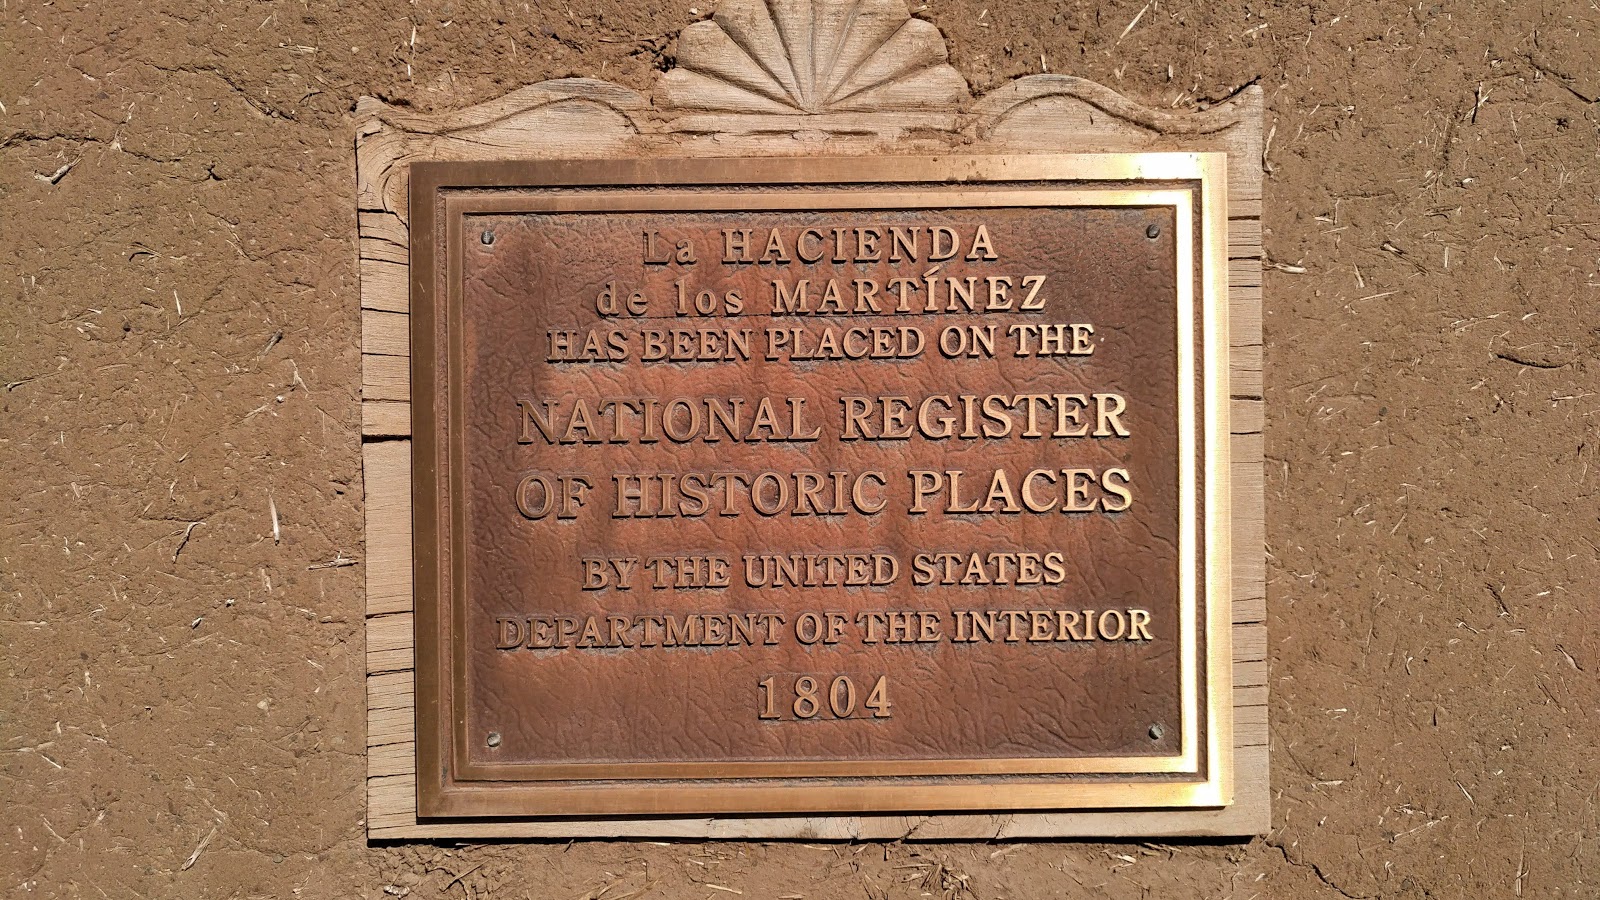 La HACIENDA
de los MARTÍNEZ
HAS BEEN PLACED ON THE
NATIONAL REGISTER
OF HISTORIC PLACES
BY THE UNITED STATES
DEPARTMENT OF THE INTERIOR
1804